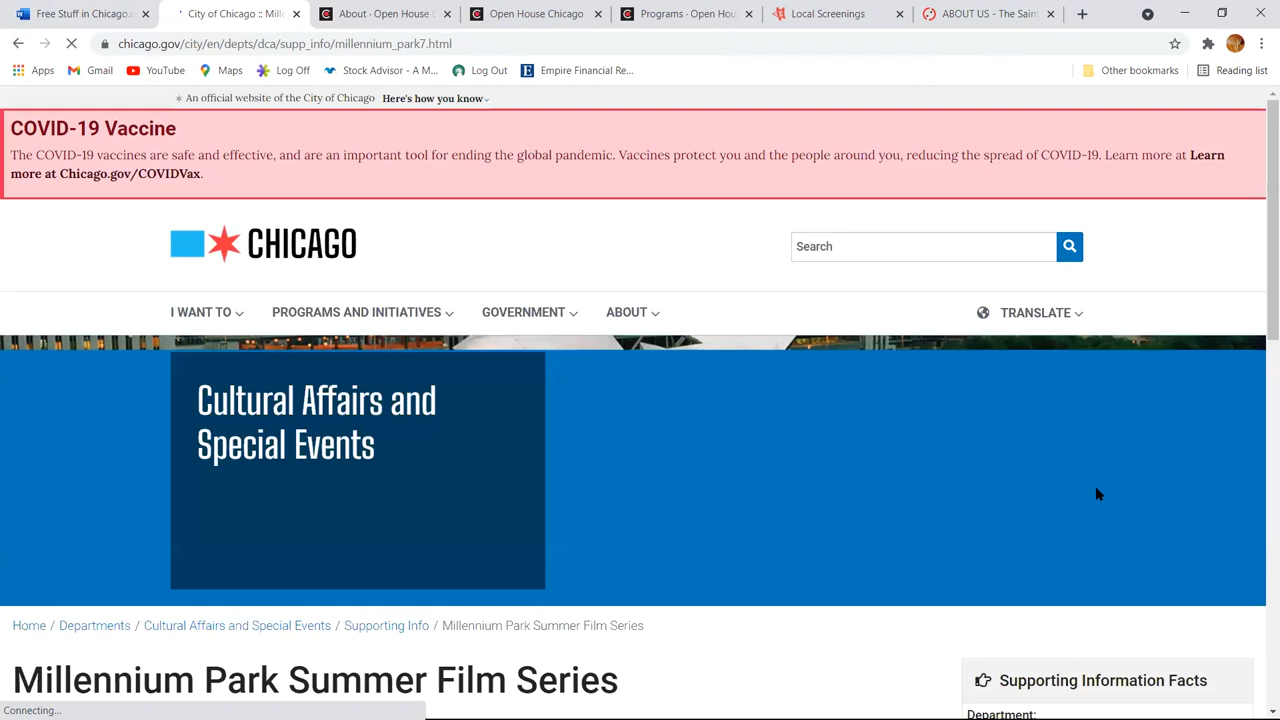 Free Stuff in Chicago.c
City of Chicago :: Mille
About - Open House C
Open House Chicago
Programs - Open Hou
Local Screenings
ABOUT US - The Sain
chicago.gov/city/en/depts/dca/supp_info/millennium_park7.html
Apps
Gmail
YouTube
Maps
Log Off
Stock Advisor - A M...
Log Out
Empire Financial Re...
Other bookmarks
Reading list
An official website of the City of Chicago Here's how you know
COVID-19 Vaccine
The COVID-19 vaccines are safe and effective, and are an important tool for ending the global pandemic. Vaccines protect you and the people around you, reducing the spread of COVID-19. Learn more at Learn
more at Chicago.gov/COVIDVax.
CHICAGO
Search
I WANT TO
PROGRAMS AND INITIATIVES
GOVERNMENT
ABOUT
TRANSLATE
Cultural Affairs and
Special Events
Home / Departments / Cultural Affairs and Special Events / Supporting Info / Millennium Park Summer Film Series
Millennium Park Summer Film Series
Supporting Information Facts
Department:
Connecting...